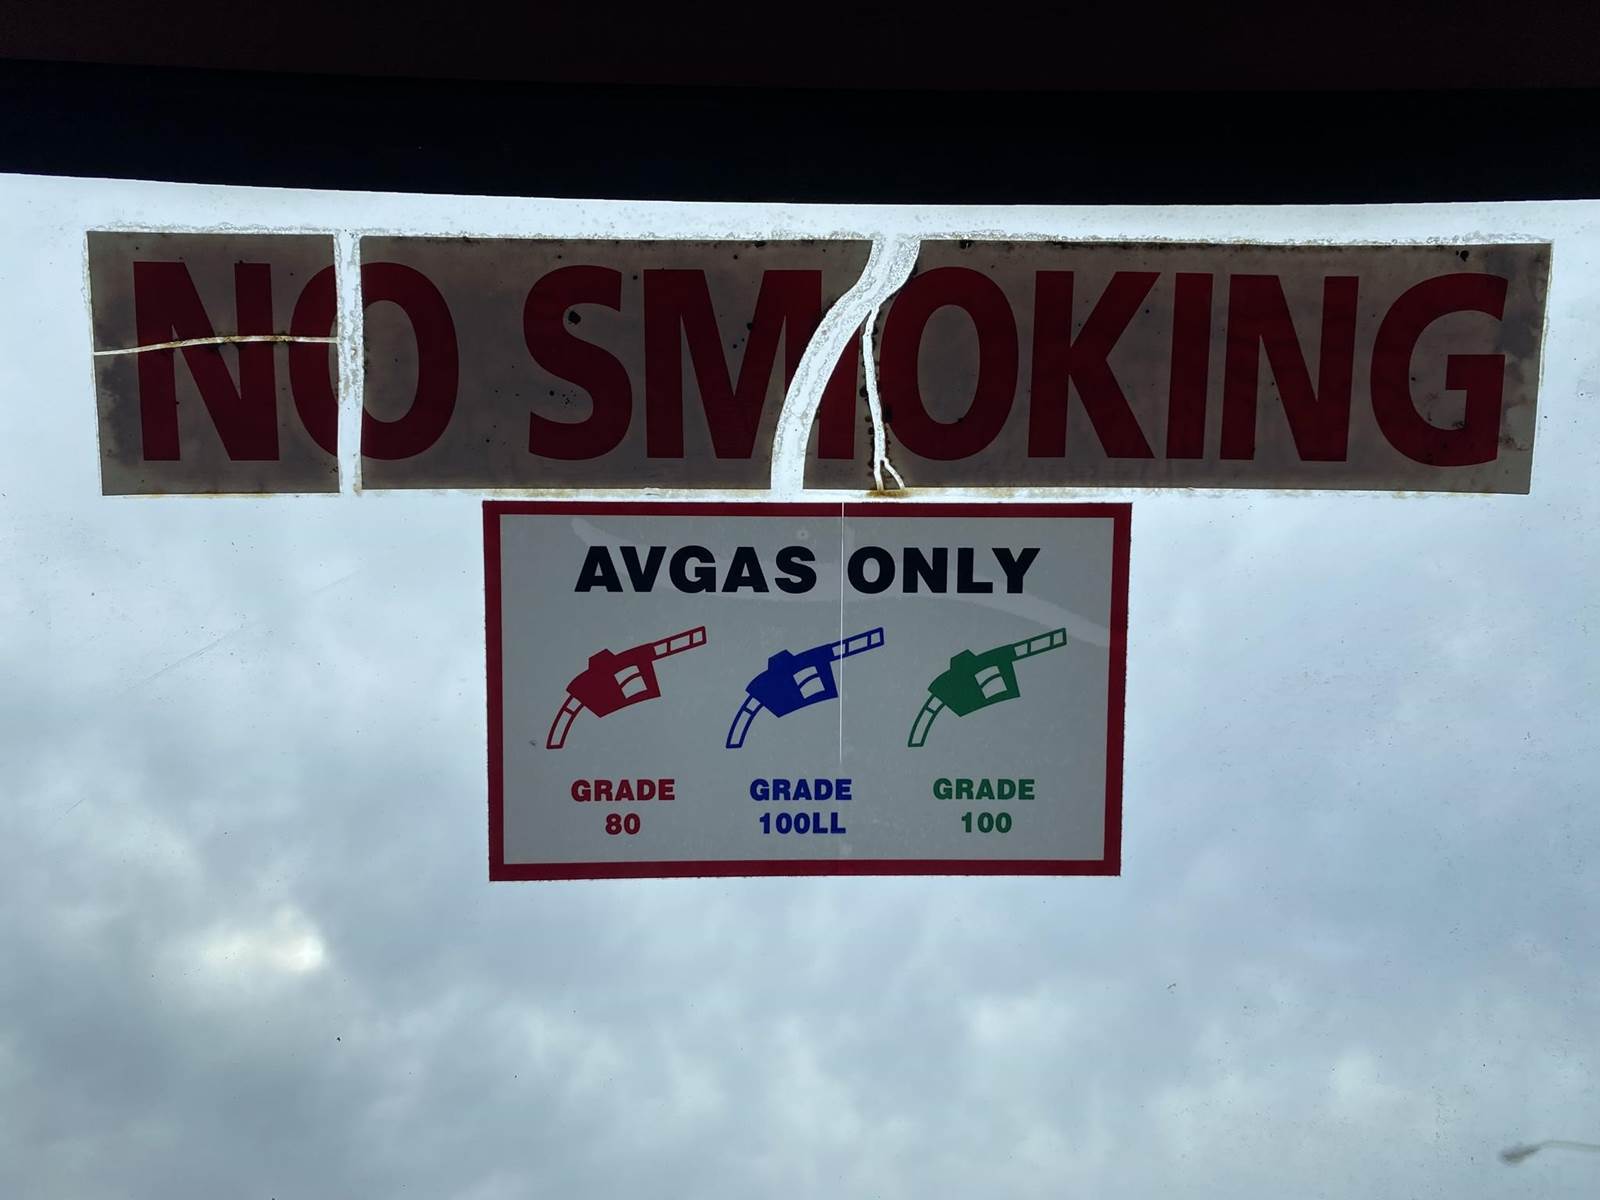 NO SMOKING
AVGAS ONLY
GRADE 80
GRADE 100LL
GRADE 100